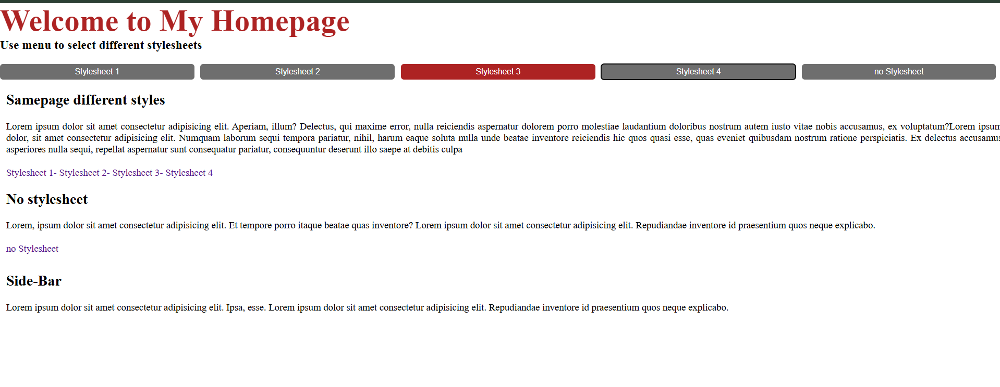 Welcome to My Homepage
Use menu to select different stylesheets
Stylesheet 1
Stylesheet 2
Stylesheet 3
Stylesheet 4
no Stylesheet
Samepage different styles
Lorem ipsum dolor sit amet consectetur adipisicing elit. Aperiam, illum? Delectus, qui maxime error, nulla reiciendis aspernatur dolorem porro molestiae laudantium doloribus nostrum autem iusto vitae nobis accusamus, ex voluptatum?Lorem ipsum
dolor, sit amet consectetur adipisicing elit. Numquam laborum sequi tempora pariatur, nihil, harum eaque soluta nulla unde beatae inventore reiciendis hic quos quasi esse, quas eveniet quibusdam nostrum ratione perspiciatis. Ex delectus accusamus
asperiores nulla sequi, repellat aspernatur sunt consequatur pariatur, consequuntur deserunt illo saepe at debitis culpa
Stylesheet 1- Stylesheet 2- Stylesheet 3- Stylesheet 4
No stylesheet
Lorem, ipsum dolor sit amet consectetur adipisicing elit. Et tempore porro itaque beatae quas inventore? Lorem ipsum dolor sit amet consectetur adipisicing elit. Repudiandae inventore id praesentium quos neque explicabo.
no Stylesheet
Side-Bar
Lorem ipsum dolor sit amet consectetur adipisicing elit. Ipsa, esse. Lorem ipsum dolor sit amet consectetur adipisicing elit. Repudiandae inventore id praesentium quos neque explicabo.